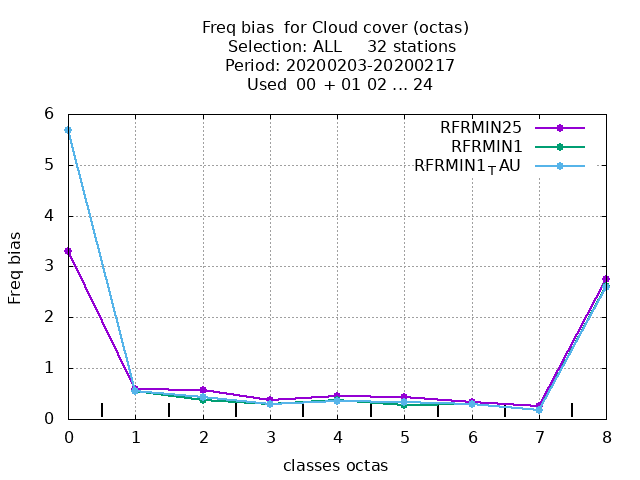 Freq bias  for Cloud cover (octas)
Selection: ALL     32 stations
Period: 20200203-20200217
Used  00 + 01 02 ... 24
RFRMIN25
RFRMIN1
RFRMIN1TAU
Freq bias
6
5
4
3
2
1
0
0 1 2 3 4 5 6 7 8
classes octas